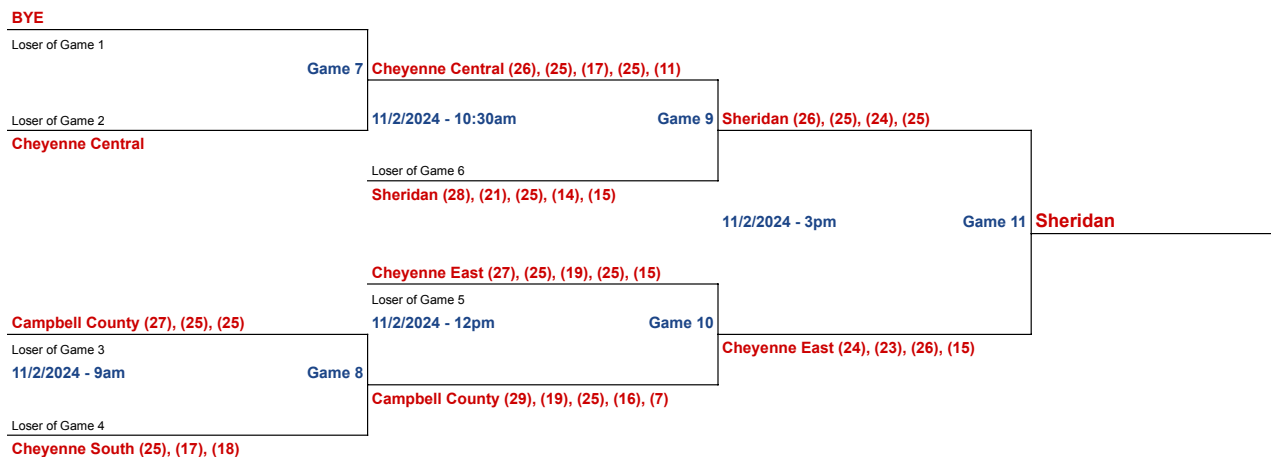 BYE
Loser of Game 1
Game 7
Cheyenne Central (26), (25), (17), (25), (11)
Loser of Game 2
11/2/2024 - 10:30am
Game 9
Sheridan (26), (25), (24), (25)
Cheyenne Central
Loser of Game 6
Sheridan (28), (21), (25), (14), (15)
11/2/2024 - 3pm
Game 11
Sheridan
Cheyenne East (27), (25), (19), (25), (15)
Loser of Game 5
Campbell County (27), (25), (25)
11/2/2024 - 12pm
Game 10
Loser of Game 3
Cheyenne East (24), (23), (26), (15)
11/2/2024 - 9am
Game 8
Campbell County (29), (19), (25), (16), (7)
Loser of Game 4
Cheyenne South (25), (17), (18)